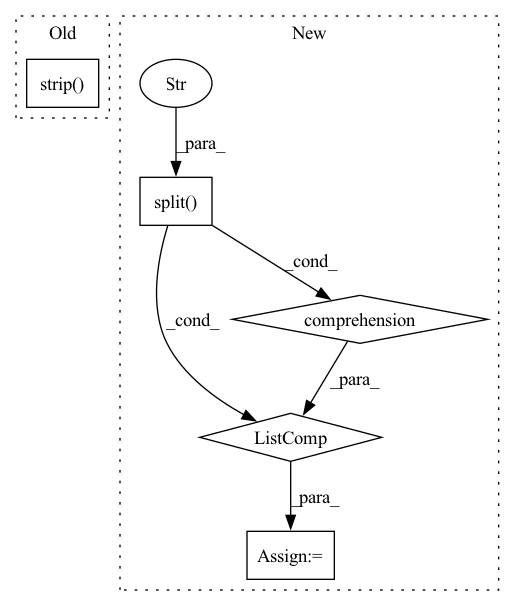 Old
New
strip()
Str
_para_
split()
_cond_
comprehension
_cond_
_para_
ListComp
_para_
Assign:=